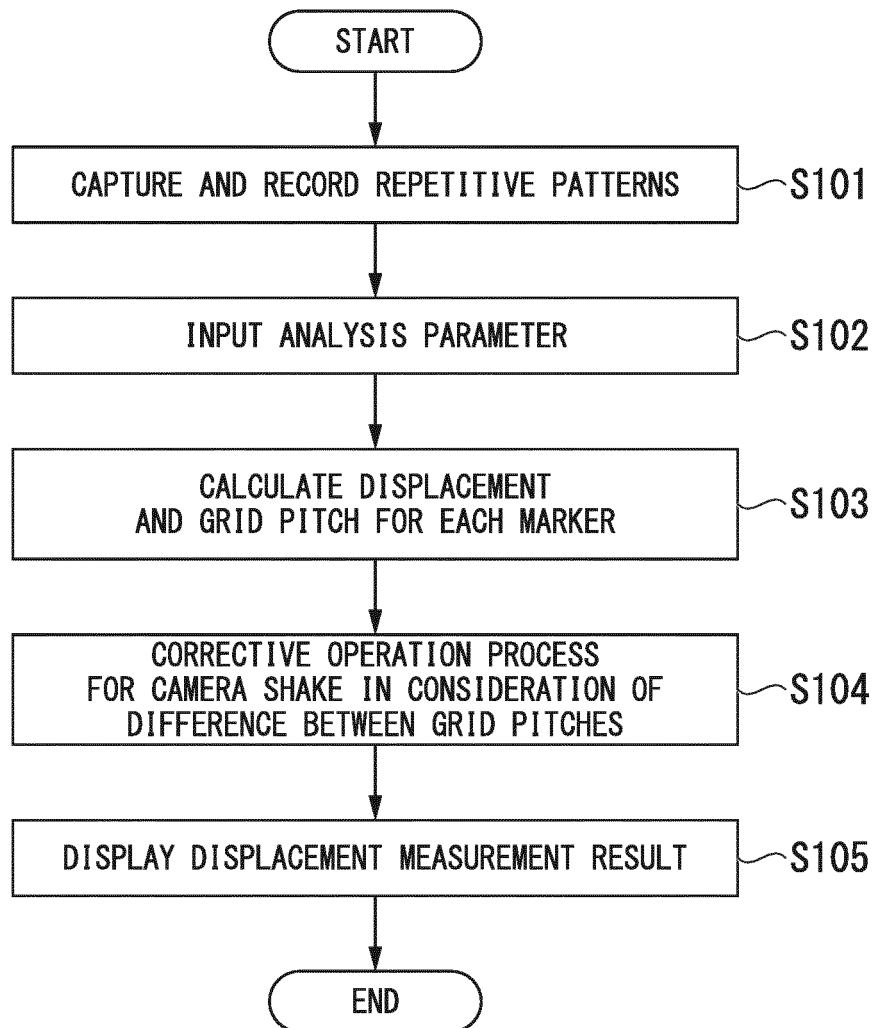 START
CAPTURE AND RECORD REPETITIVE PATTERNS
S101
INPUT ANALYSIS PARAMETER
S102
CALCULATE DISPLACEMENT
AND GRID PITCH FOR EACH MARKER
S103
CORRECTIVE OPERATION PROCESS
FOR CAMERA SHAKE IN CONSIDERATION OF
DIFFERENCE BETWEEN GRID PITCHES
S104
DISPLAY DISPLACEMENT MEASUREMENT RESULT
S105
END